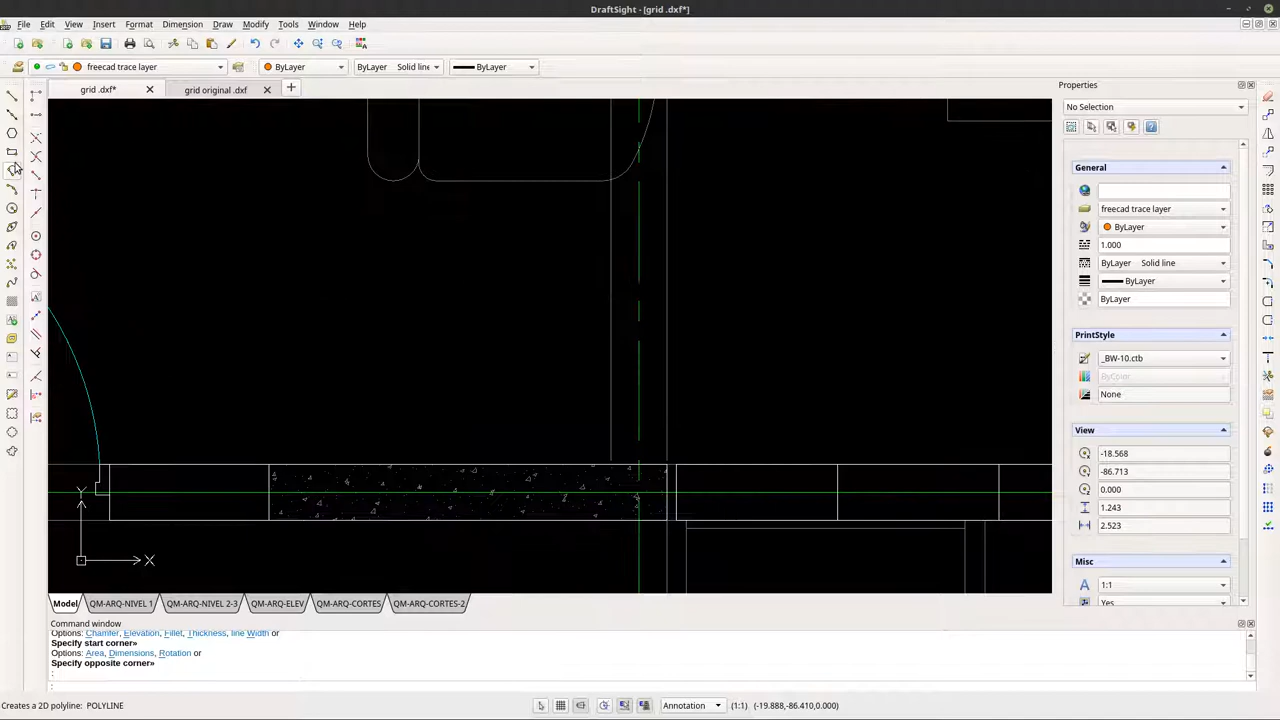 DraftSight - [grid .dxf*]
File Edit View Insert Format Dimension Draw Modify Tools Window Help
freecad trace layer ByLayer ByLayer Solid line ByLayer
grid .dxf* grid original .dxf
Properties
No Selection
General
freecad trace layer
ByLayer
1.000
ByLayer Solid line
ByLayer
ByLayer
PrintStyle
_BW-10.ctb
ByColor
None
View
-18.568
-86.713
0.000
1.243
2.523
Misc
1:1
Yes
Y
X
Model QM-ARQ-NIVEL 1 QM-ARQ-NIVEL 2-3 QM-ARQ-ELEV QM-ARQ-CORTES QM-ARQ-CORTES-2
Command window
Options: Chamfer, Elevation, Fillet, Thickness, line Width or
Specify start corner»
Options: Area, Dimensions, Rotation or
Specify opposite corner»
:
:
Creates a 2D polyline: POLYLINE Annotation (1:1) (-19.888,-86.410,0.000)